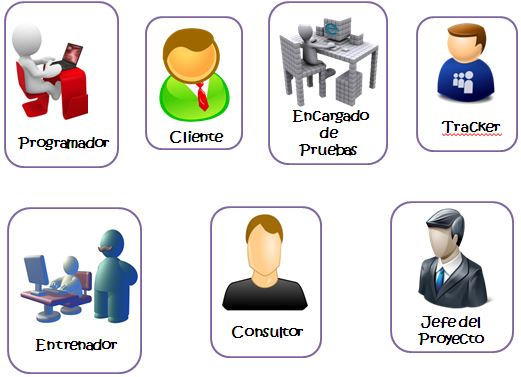 Programador
Cliente
Encargado
de
Pruebas
Tracker
Entrenador
Consultor
Jefe del
Proyecto